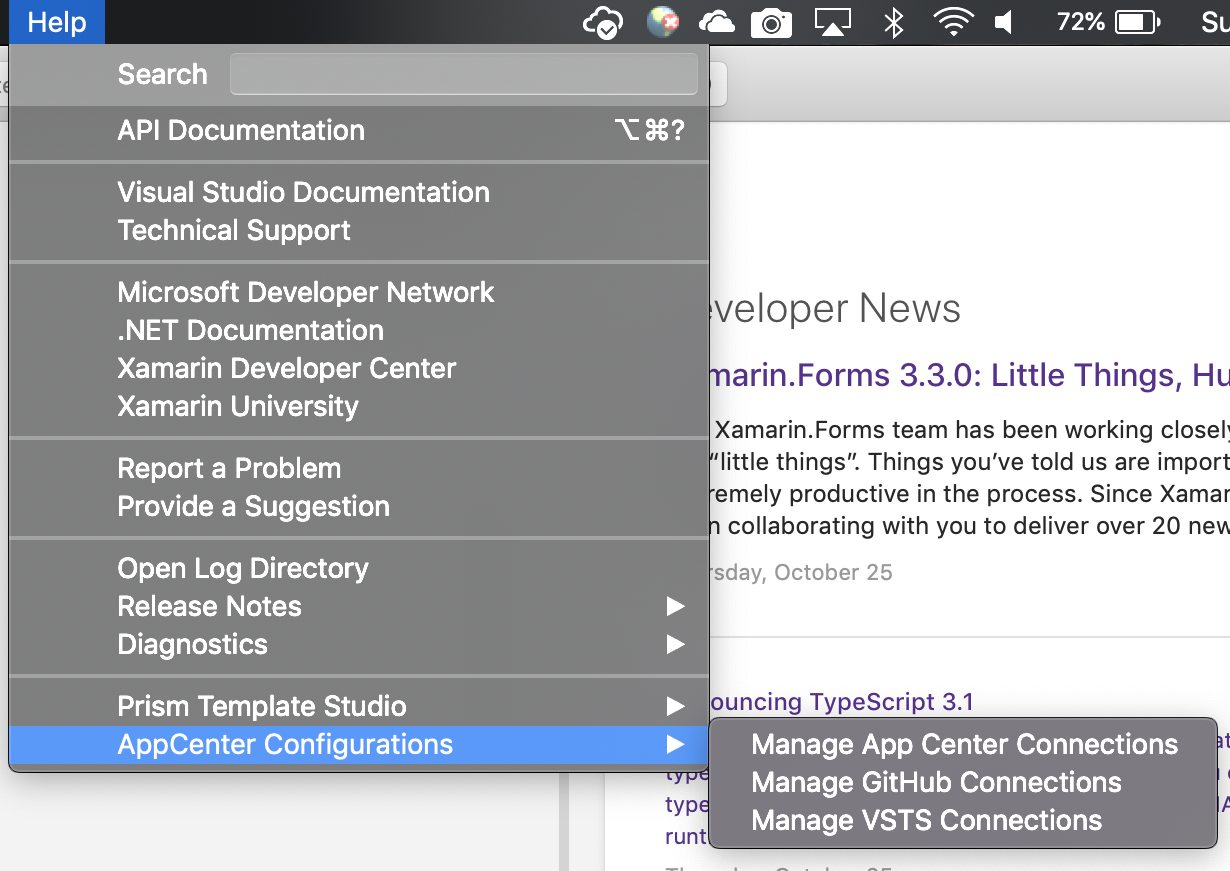 Help
72%
Search
API Documentation ⌥⌘?
Visual Studio Documentation
Technical Support
Microsoft Developer Network
.NET Documentation
Xamarin Developer Center
Xamarin University
Report a Problem
Provide a Suggestion
Open Log Directory
Release Notes
Diagnostics
Prism Template Studio
AppCenter Configurations
Manage App Center Connections
Manage GitHub Connections
Manage VSTS Connections
eveloper News
marin.Forms 3.3.0: Little Things, Hu
Xamarin.Forms team has been working closely
“little things”. Things you’ve told us are import
remely productive in the process. Since Xamar
n collaborating with you to deliver over 20 new
rsday, October 25
ouncing TypeScript 3.1
type
type
runt